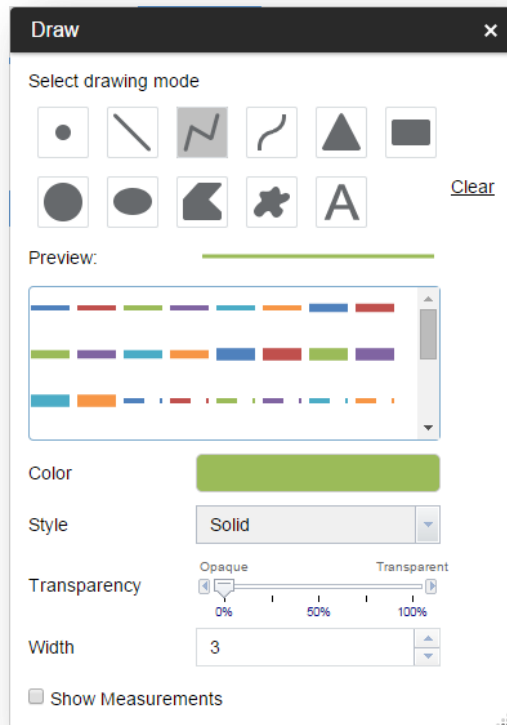 Draw ×
Select drawing mode
A
Clear
Preview:
Color
Style Solid
Opaque Transparent
Transparency
0% 50% 100%
Width 3
Show Measurements